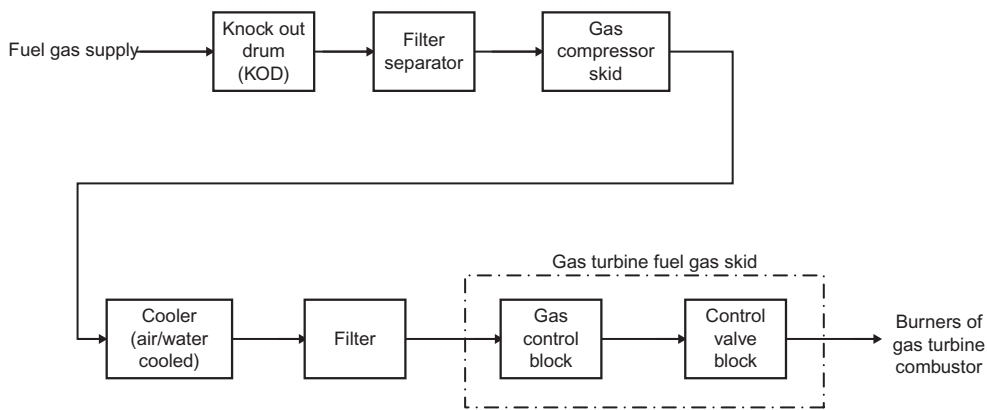 Fuel gas supply
Knock out
drum
(KOD)
Filter
separator
Gas
compressor
skid
Gas turbine fuel gas skid
Cooler
(air/water
cooled)
Filter
Gas
control
block
Control
valve
block
Burners of
gas turbine
combustor